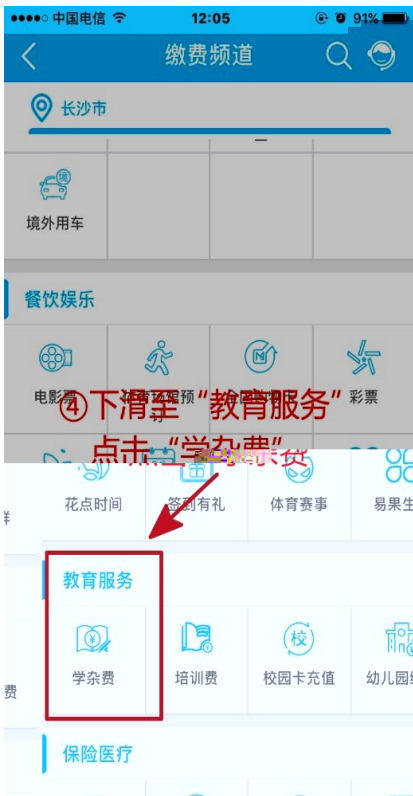 中国电信 12:05 91%
缴费频道
长沙市
境外用车
餐饮娱乐
电影票 彩票
④下滑至“教育服务”
点击“学杂费”
花点时间 签到有礼 体育赛事 易果生
教育服务
学杂费 培训费 校园卡充值 幼儿园
费
保险医疗